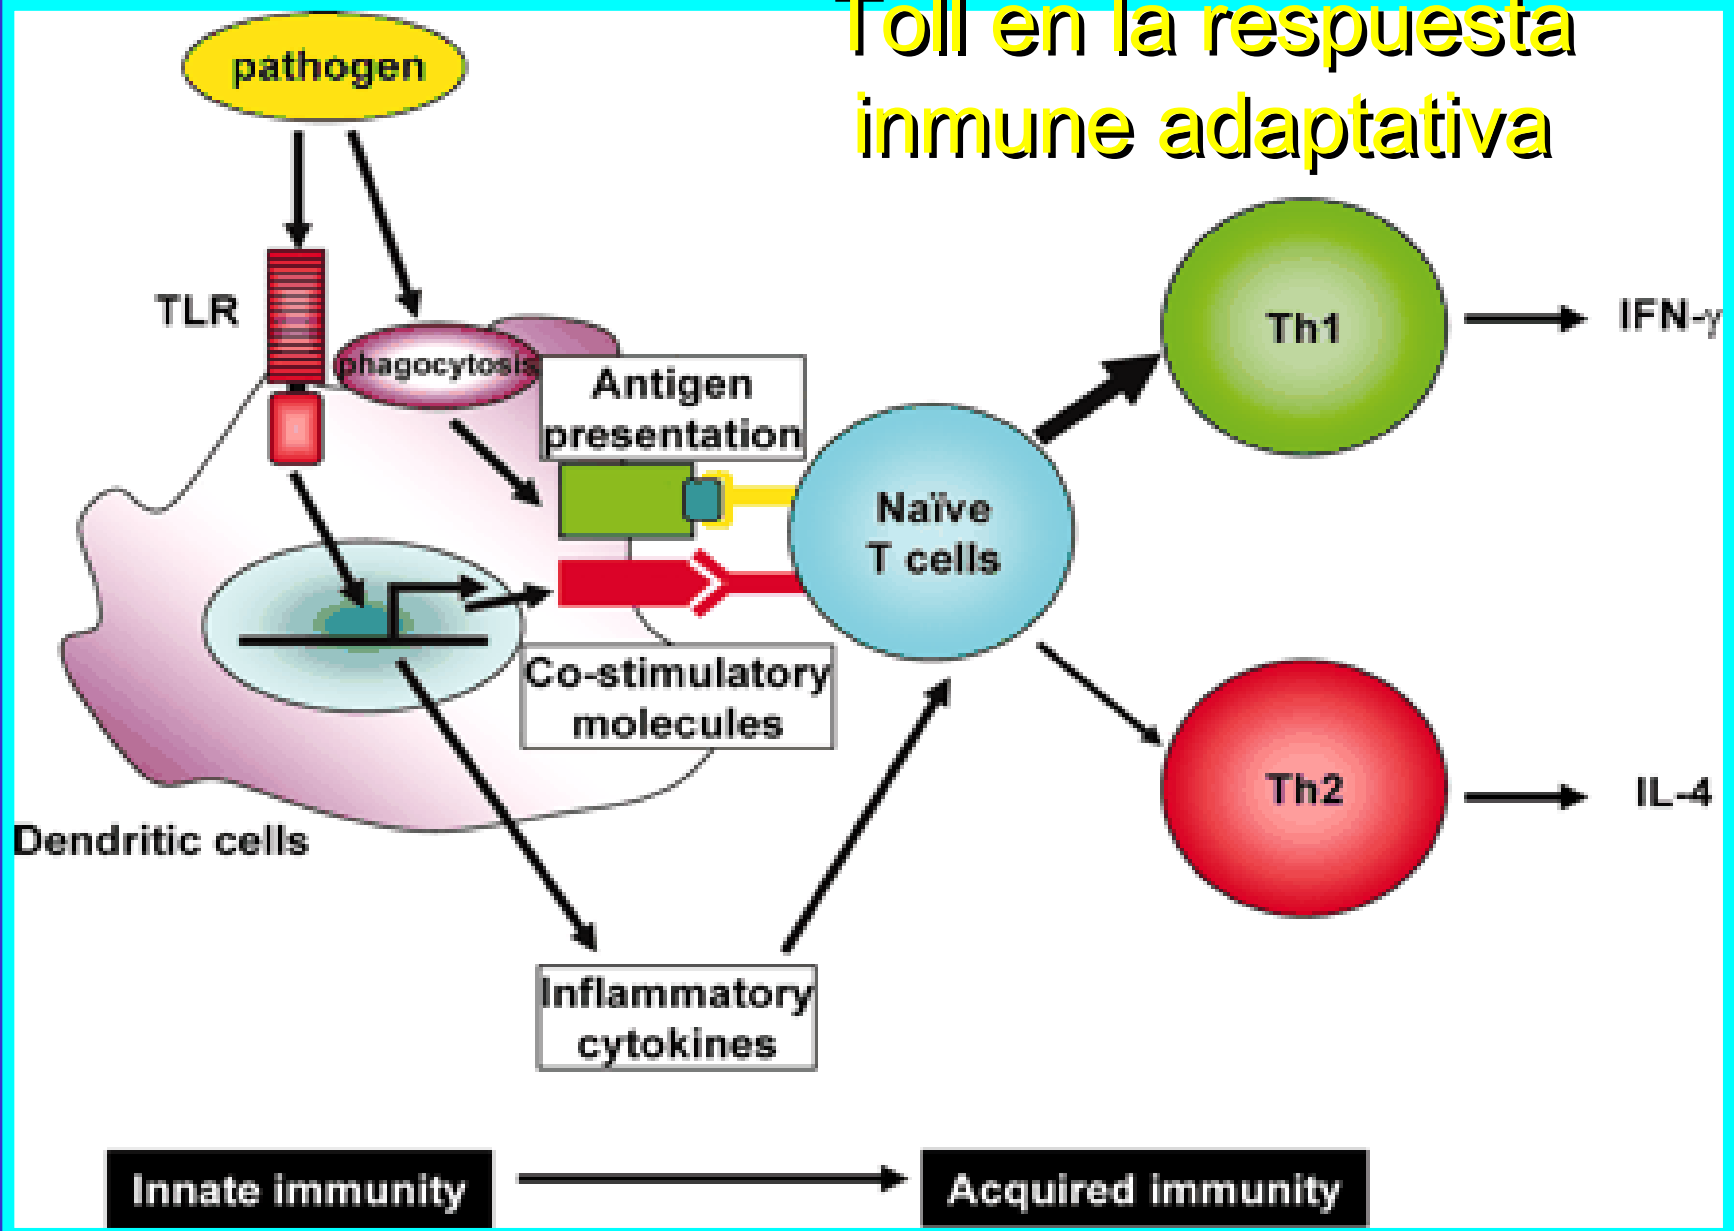 Toll en la respuesta
inmune adaptativa
pathogen
TLR
phagocytosis
Antigen
presentation
Naïve
T cells
Th1
IFN-γ
Co-stimulatory
molecules
Th2
IL-4
Dendritic cells
Inflammatory
cytokines
Innate immunity
Acquired immunity